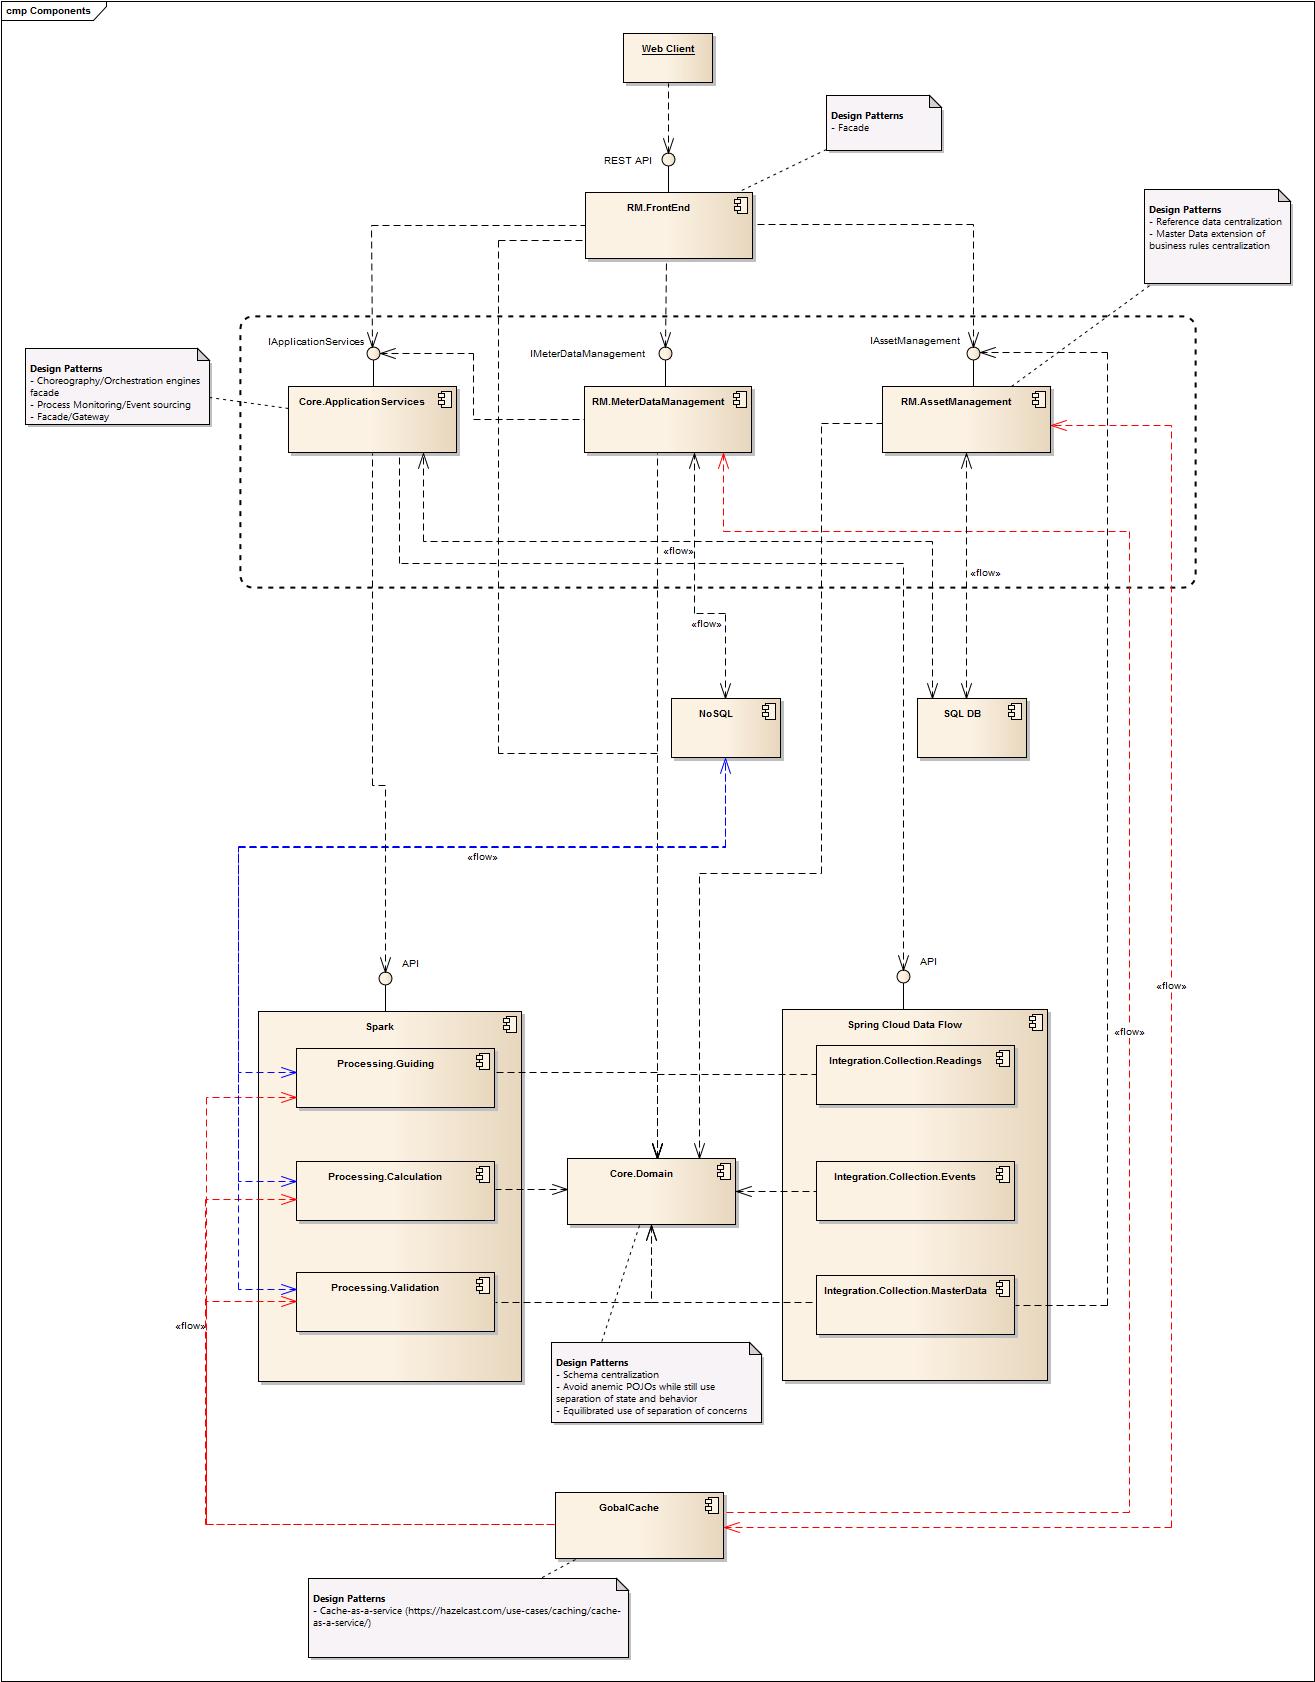 cmp Components
Web Client
Design Patterns
- Facade
REST API
RM.FrontEnd
Design Patterns
- Reference data centralization
- Master Data extension of
business rules centralization
IApplicationServices
IMeterDataManagement
IAssetManagement
Design Patterns
- Choreography/Orchestration engines
facade
- Process Monitoring/Event sourcing
- Facade/Gateway
Core.ApplicationServices
RM.MeterDataManagement
RM.AssetManagement
«flow»
«flow»
«flow»
NoSQL
SQL DB
«flow»
API
API
«flow»
Spark
Spring Cloud Data Flow
«flow»
Processing.Guiding
Integration.Collection.Readings
Processing.Calculation
Core.Domain
Integration.Collection.Events
Processing.Validation
Integration.Collection.MasterData
«flow»
Design Patterns
- Schema centralization
- Avoid anemic POJOs while still use
separation of state and behavior
- Equilibrated use of separation of concerns
GobalCache
Design Patterns
- Cache-as-a-service (https://hazelcast.com/use-cases/caching/cache-
as-a-service/)